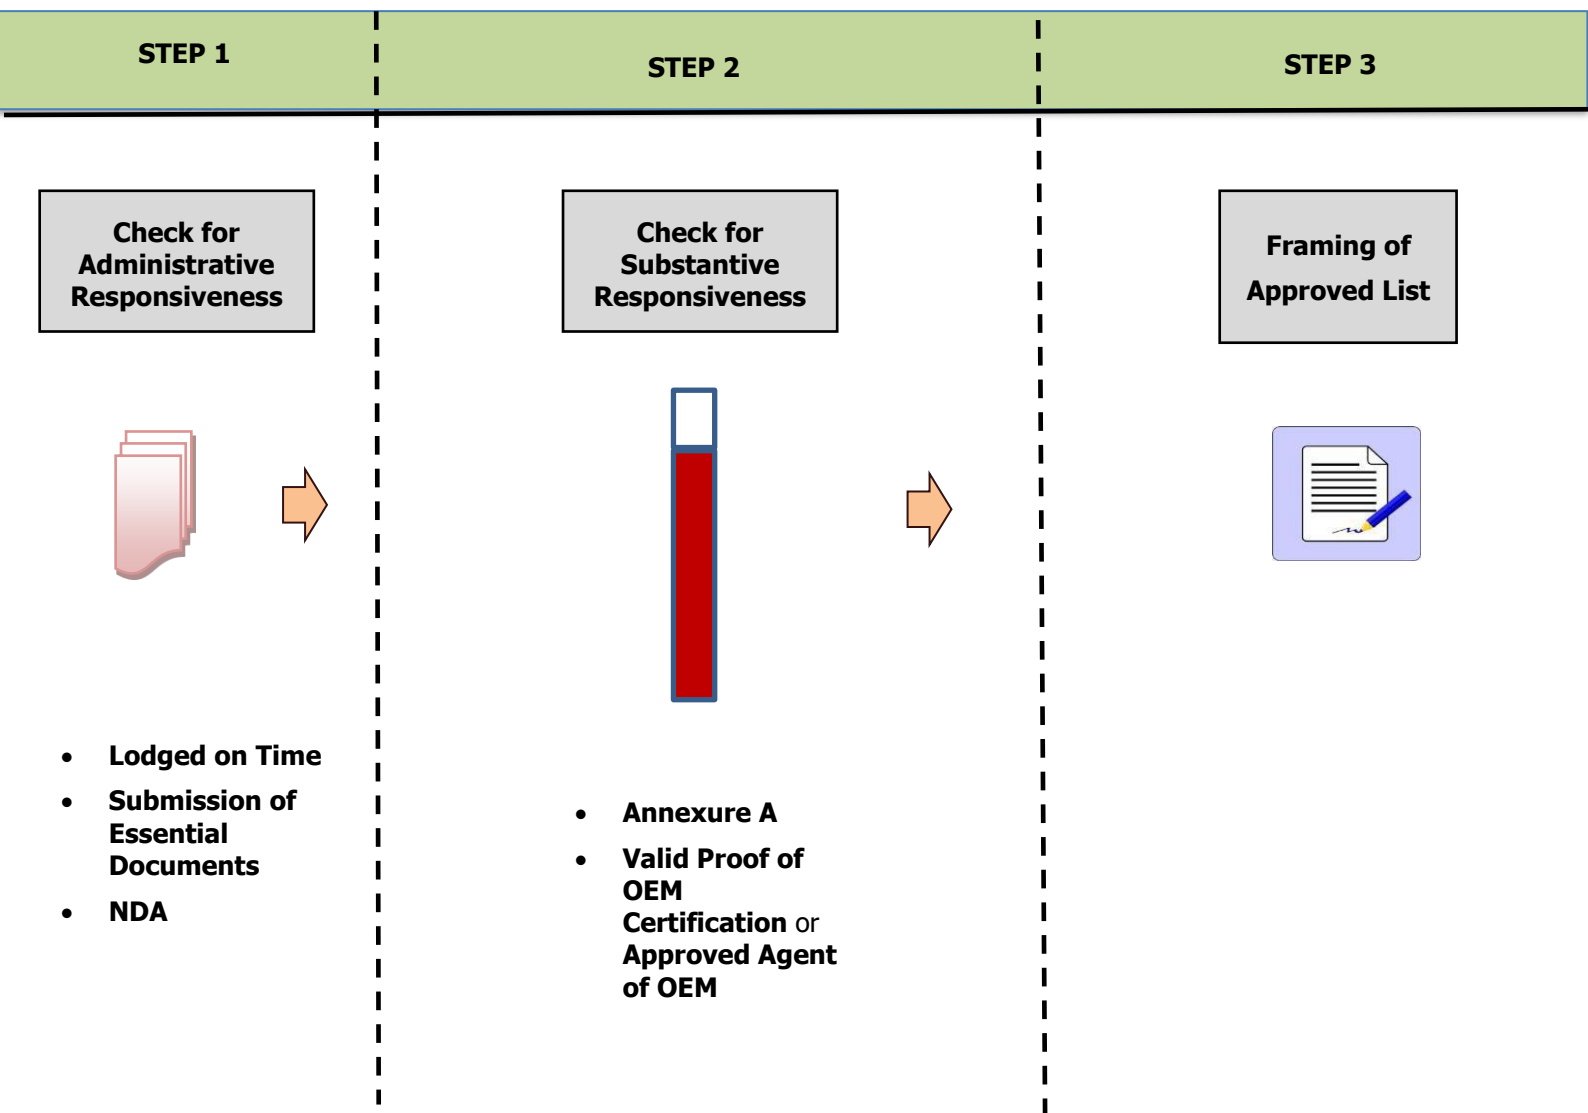 STEP 1
STEP 2
STEP 3
Check for
Administrative
Responsiveness
Check for
Substantive
Responsiveness
Framing of
Approved List
• Lodged on Time
• Submission of
Essential
Documents
• NDA
• Annexure A
• Valid Proof of
OEM
Certification or
Approved Agent
of OEM